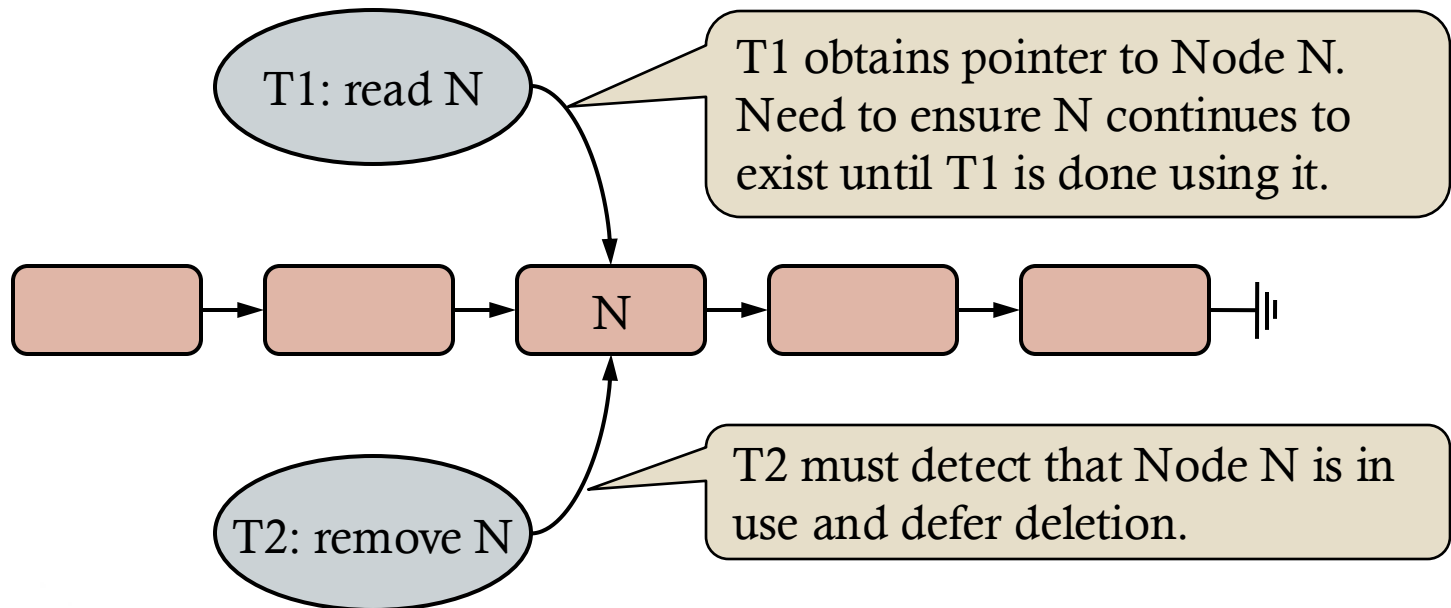 T1: read N
T1 obtains pointer to Node N.
Need to ensure N continues to
exist until T1 is done using it.
N
T2: remove N
T2 must detect that Node N is in
use and defer deletion.